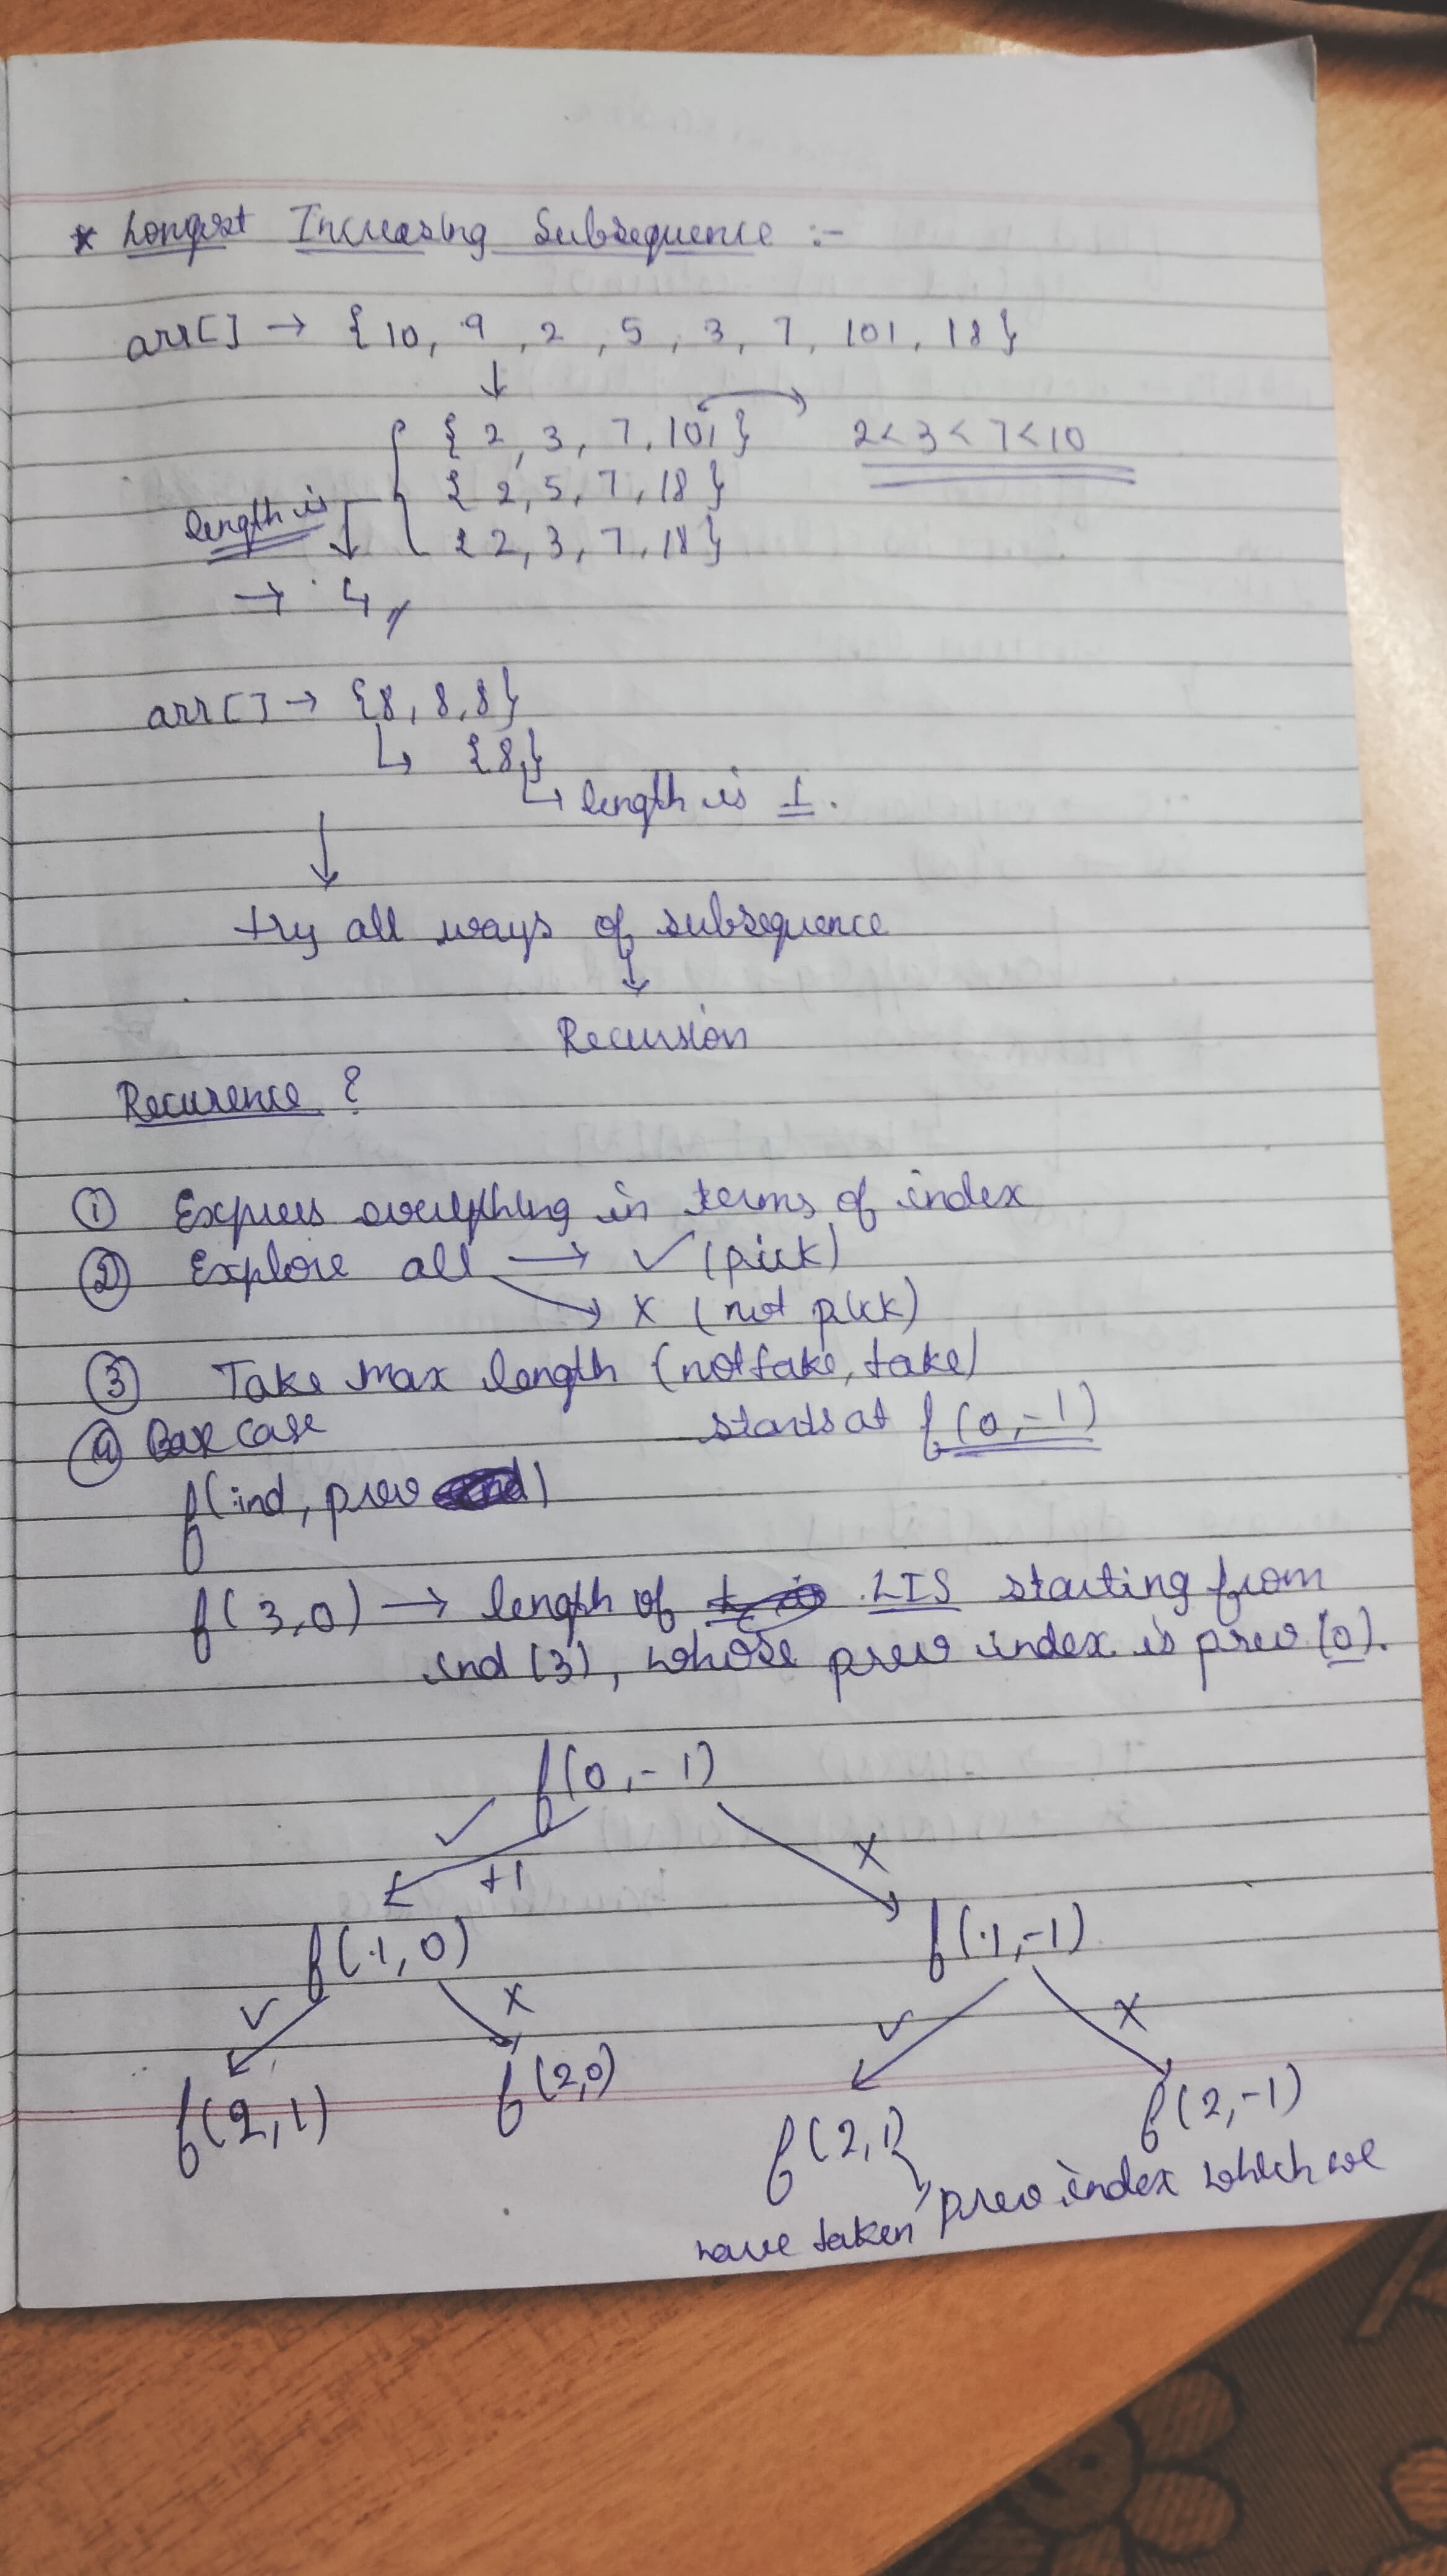 * Longest Increasing Subsequence :-
arr[] → {10, 9, 2, 5, 3, 7, 101, 18}
↓
{2, 3, 7, 101} → 2<3<7<10
{2, 5, 7, 18}
length is
{2, 3, 7, 18}
→ 4
arr[] → {8, 8, 8}
↳ {8}
↳ length is 1.
↓
try all ways of subsequence
↓
Recursion
Recurence ?
① Express everything in terms of index
② Explore all → ✓ (pick)
→ x (not pick)
③ Take max length (nottake, take)
④ Base case starts at f(0,-1)
f(ind, prev)
f(3,0) → length of LIS starting from
ind (3), whose prev index is prev (0).
f(0,-1)
✓ +1 x
f(1,0) f(1,-1)
✓ x ✓ x
f(2,1) f(2,0) f(2,1) f(2,-1)
prev index which we
have taken